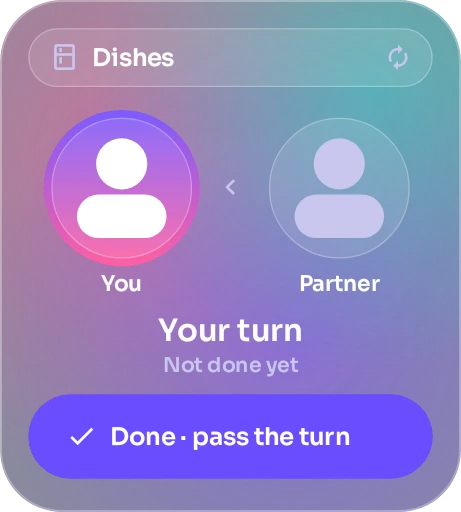 Dishes
You
Partner
Your turn
Not done yet
Done · pass the turn